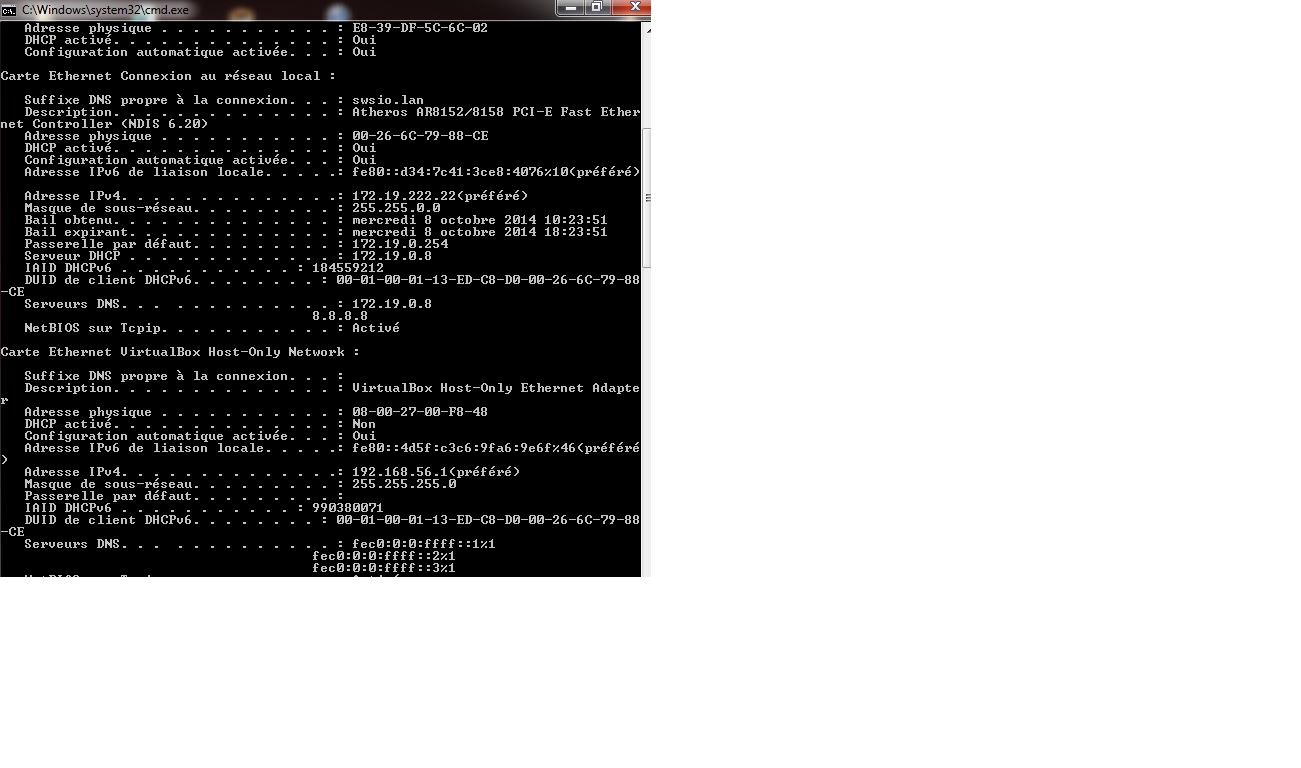 C:\Windows\system32\cmd.exe
Adresse physique . . . . . . . . . . . : E8-39-DF-5C-6C-02
DHCP activé. . . . . . . . . . . . . . : Oui
Configuration automatique activée. . . : Oui
Carte Ethernet Connexion au réseau local :
Suffixe DNS propre à la connexion. . . : swsio.lan
Description. . . . . . . . . . . . . . : Atheros AR8152/8158 PCI-E Fast Ether
net Controller (NDIS 6.20)
Adresse physique . . . . . . . . . . . : 00-26-6C-79-88-CE
DHCP activé. . . . . . . . . . . . . . : Oui
Configuration automatique activée. . . : Oui
Adresse IPv6 de liaison locale. . . . .: fe80::d34:7c41:3ce8:4076%10(préféré)
Adresse IPv4. . . . . . . . . . . . . .: 172.19.222.22(préféré)
Masque de sous-réseau. . . . . . . . . : 255.255.0.0
Bail obtenu. . . . . . . . . . . . . . : mercredi 8 octobre 2014 10:23:51
Bail expirant. . . . . . . . . . . . . : mercredi 8 octobre 2014 18:23:51
Passerelle par défaut. . . . . . . . . : 172.19.0.254
Serveur DHCP . . . . . . . . . . . . . : 172.19.0.8
IAID DHCPv6 . . . . . . . . . . . : 184559212
DUID de client DHCPv6. . . . . . . . : 00-01-00-01-13-ED-C8-D0-00-26-6C-79-88
-CE
Serveurs DNS. . . . . . . . . . . . . : 172.19.0.8
8.8.8.8
NetBIOS sur Tcpip. . . . . . . . . . . : Activé
Carte Ethernet VirtualBox Host-Only Network :
Suffixe DNS propre à la connexion. . . :
Description. . . . . . . . . . . . . . : VirtualBox Host-Only Ethernet Adapte
r
Adresse physique . . . . . . . . . . . : 08-00-27-00-F8-48
DHCP activé. . . . . . . . . . . . . . : Non
Configuration automatique activée. . . : Oui
Adresse IPv6 de liaison locale. . . . .: fe80::4d5f:c3c6:9fa6:9e6f%46(préféré
)
Adresse IPv4. . . . . . . . . . . . . .: 192.168.56.1(préféré)
Masque de sous-réseau. . . . . . . . . : 255.255.255.0
Passerelle par défaut. . . . . . . . . :
IAID DHCPv6 . . . . . . . . . . . : 990380071
DUID de client DHCPv6. . . . . . . . : 00-01-00-01-13-ED-C8-D0-00-26-6C-79-88
-CE
Serveurs DNS. . . . . . . . . . . . . : fec0:0:0:ffff::1%1
fec0:0:0:ffff::2%1
fec0:0:0:ffff::3%1